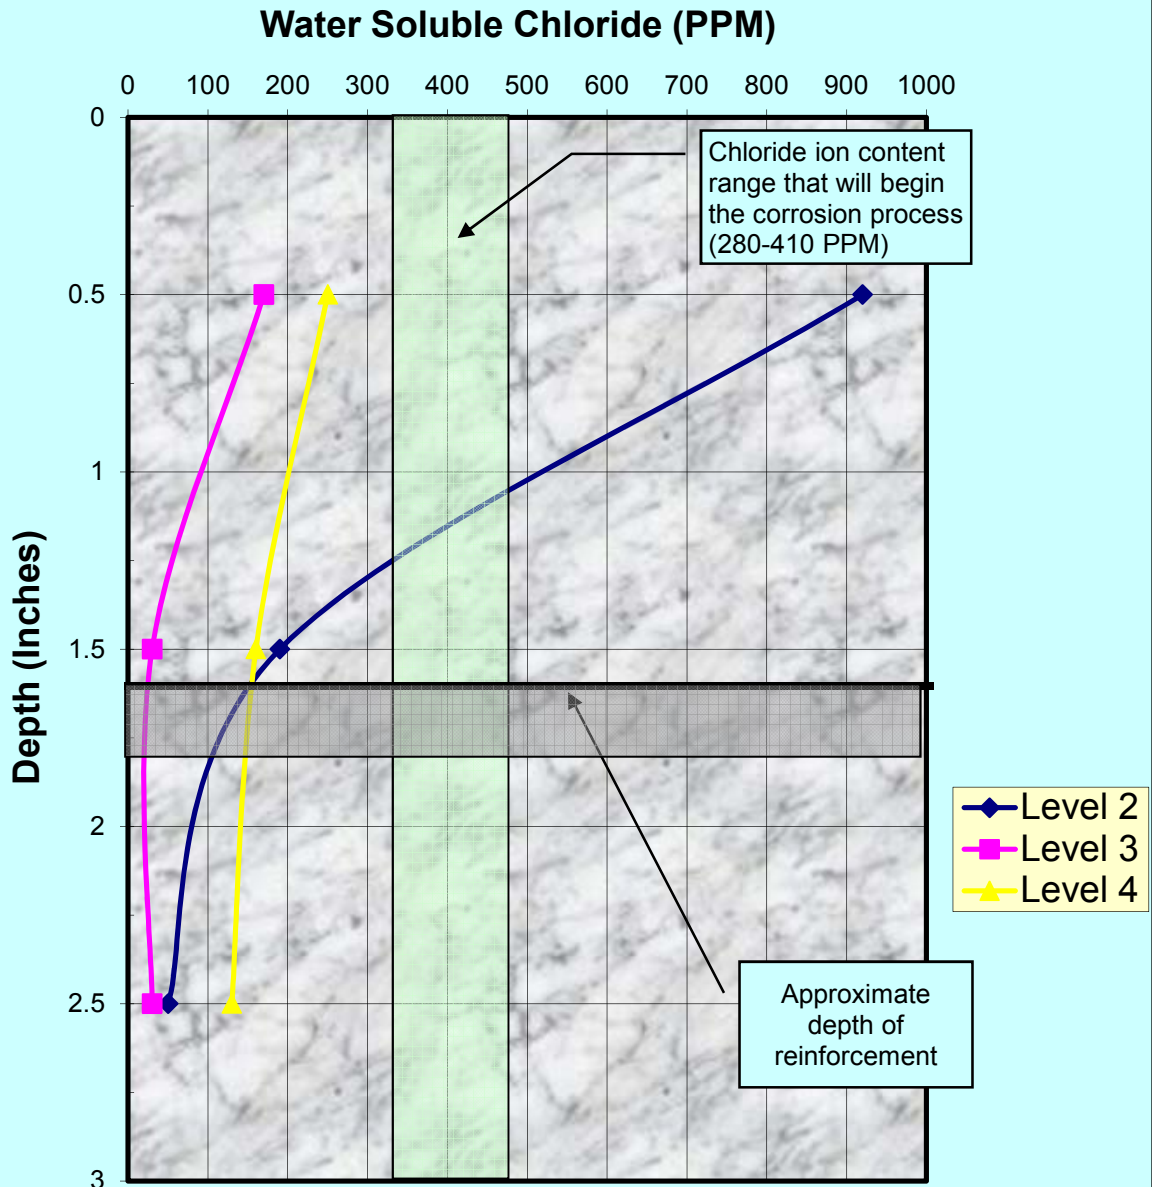 Water Soluble Chloride (PPM)
0 100 200 300 400 500 600 700 800 900 1000
0
Chloride ion content
range that will begin
the corrosion process
(280-410 PPM)
0.5
1
Depth (Inches)
1.5
2
Level 2
Level 3
Level 4
2.5
Approximate
depth of
reinforcement
3